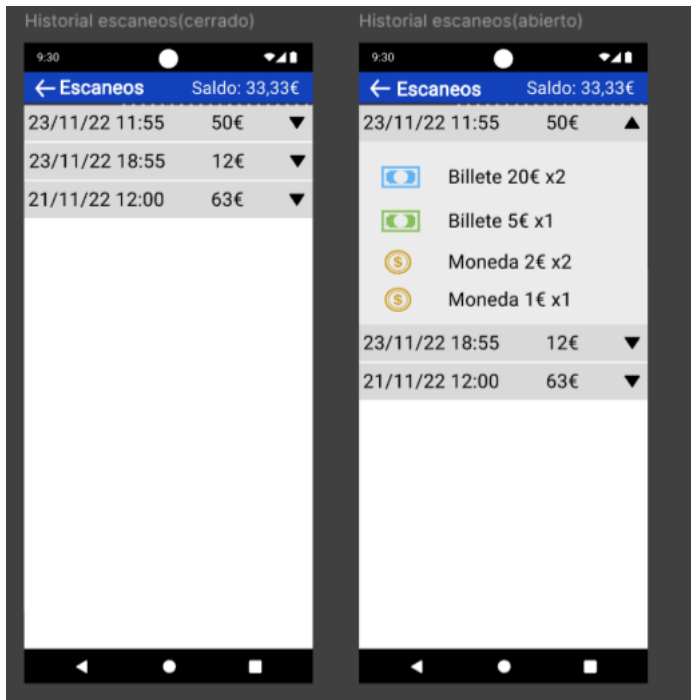 Historial escaneos(cerrado)
9:30
Escaneos Saldo: 33,33€
23/11/22 11:55 50€
23/11/22 18:55 12€
21/11/22 12:00 63€
Historial escaneos(abierto)
9:30
Escaneos Saldo: 33,33€
23/11/22 11:55 50€
Billete 20€ x2
Billete 5€ x1
$ Moneda 2€ x2
$ Moneda 1€ x1
23/11/22 18:55 12€
21/11/22 12:00 63€